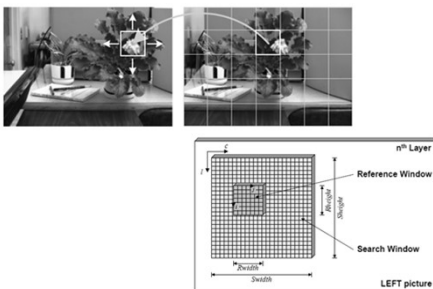 nth Layer
c
Reference Window
l
Rheight
Sheight
Search Window
Rwidth
Swidth
LEFT picture